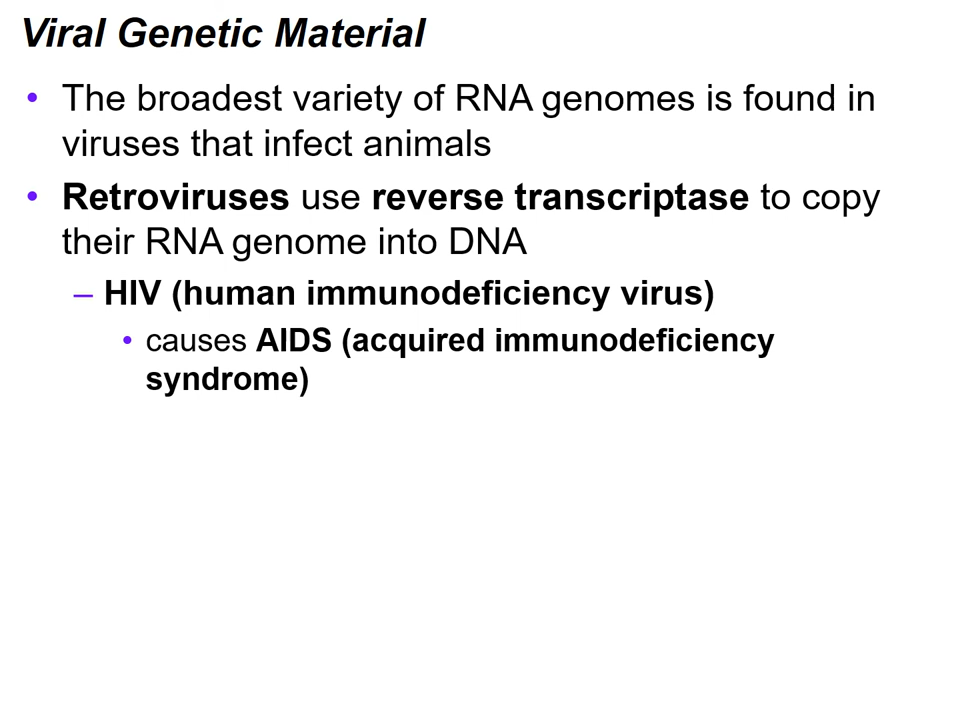 Viral Genetic Material
• The broadest variety of RNA genomes is found in
viruses that infect animals
• Retroviruses use reverse transcriptase to copy
their RNA genome into DNA
– HIV (human immunodeficiency virus)
• causes AIDS (acquired immunodeficiency
syndrome)